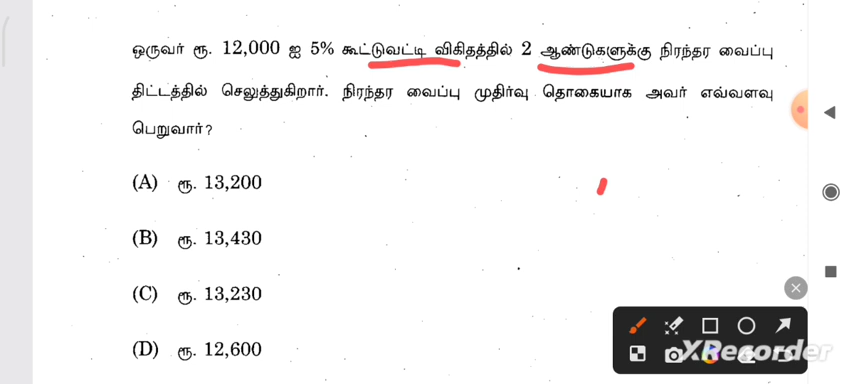 ஒருவர் ரூ. 12,000 ஐ 5% கூட்டுவட்டி விகிதத்தில் 2 ஆண்டுகளுக்கு நிரந்தர வைப்பு
திட்டத்தில் செலுத்துகிறார். நிரந்தர வைப்பு முதிர்வு தொகையாக அவர் எவ்வளவு
பெறுவார்?
(A) ரூ. 13,200
(B) ரூ. 13,430
(C) ரூ. 13,230
(D) ரூ. 12,600
XRecorder